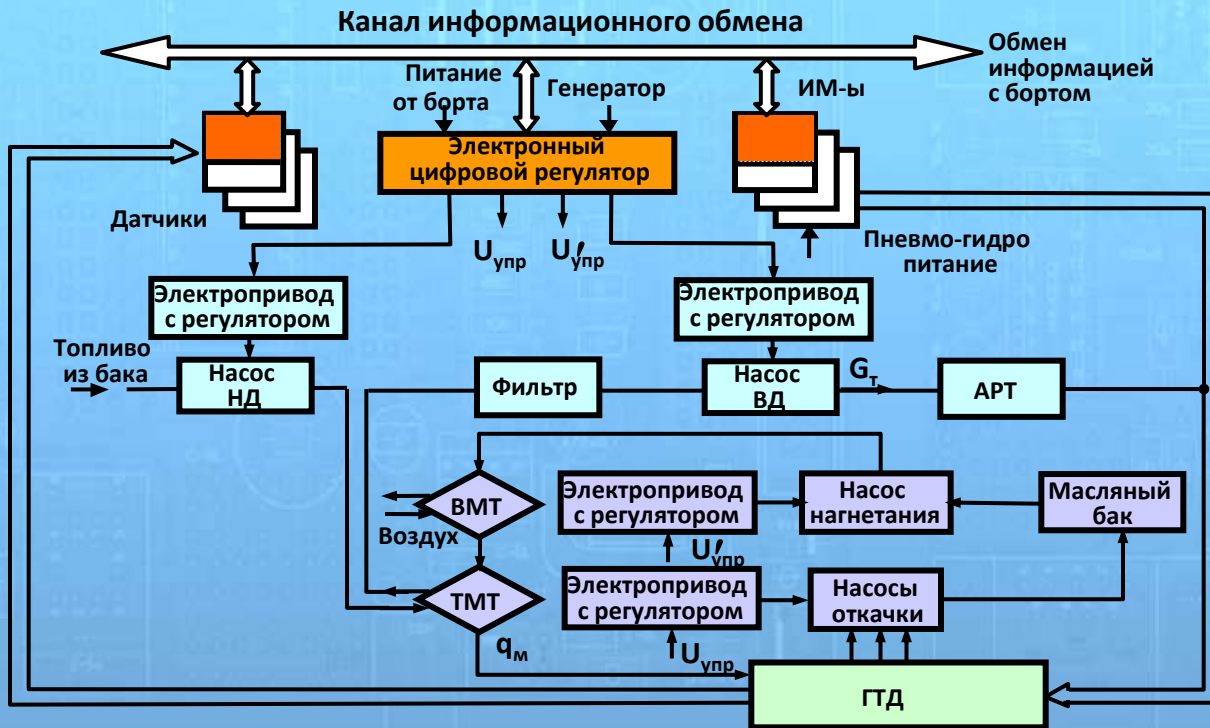 Канал информационного обмена
Обмен
информацией
с бортом
Питание
от борта
Генератор
ИМ-ы
Электронный
цифровой регулятор
Датчики
Uупр
U′упр
Пневмо-гидро
питание
Электропривод
с регулятором
Электропривод
с регулятором
Топливо
из бака
Насос
НД
Фильтр
Насос
ВД
Gт
АРТ
ВМТ
Воздух
Электропривод
с регулятором
Насос
нагнетания
Масляный
бак
U′упр
ТМТ
Электропривод
с регулятором
Насосы
откачки
qм
Uупр
ГТД